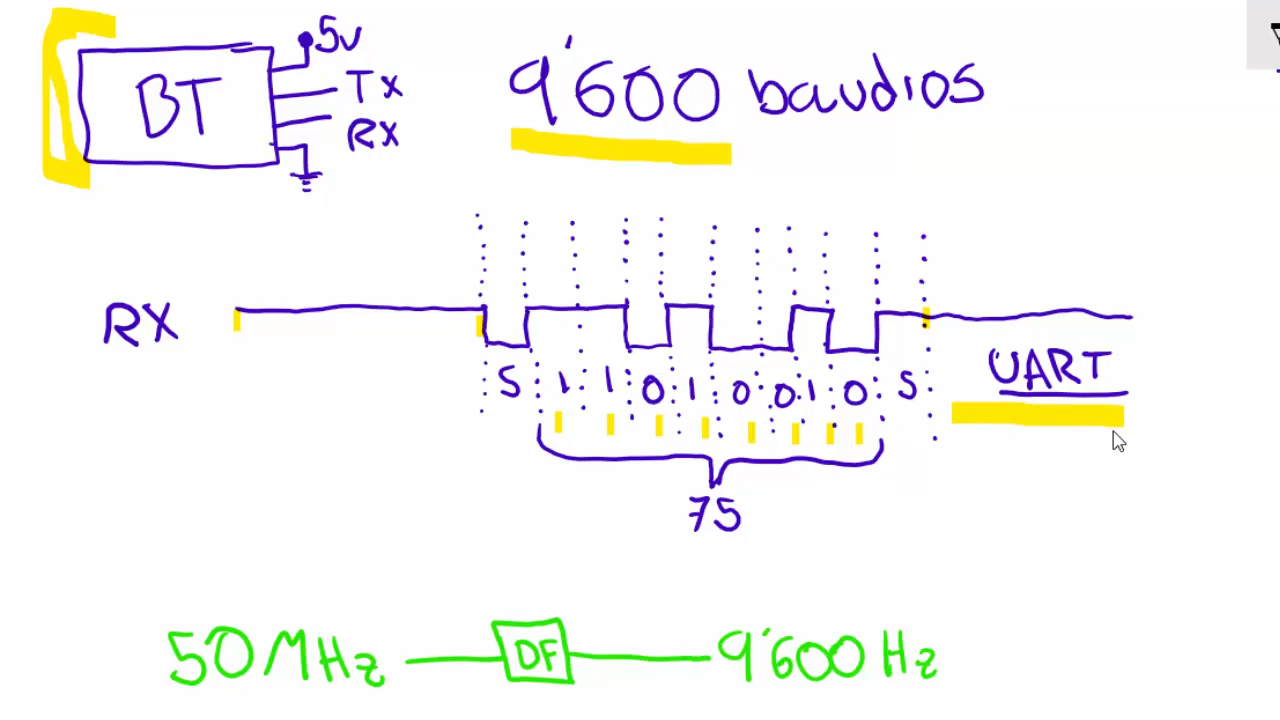 5v
BT
Tx
RX
9'600 baudios
RX
S 1 1 0 1 0 0 1 0 S
UART
75
50MHz DF 9'600 Hz